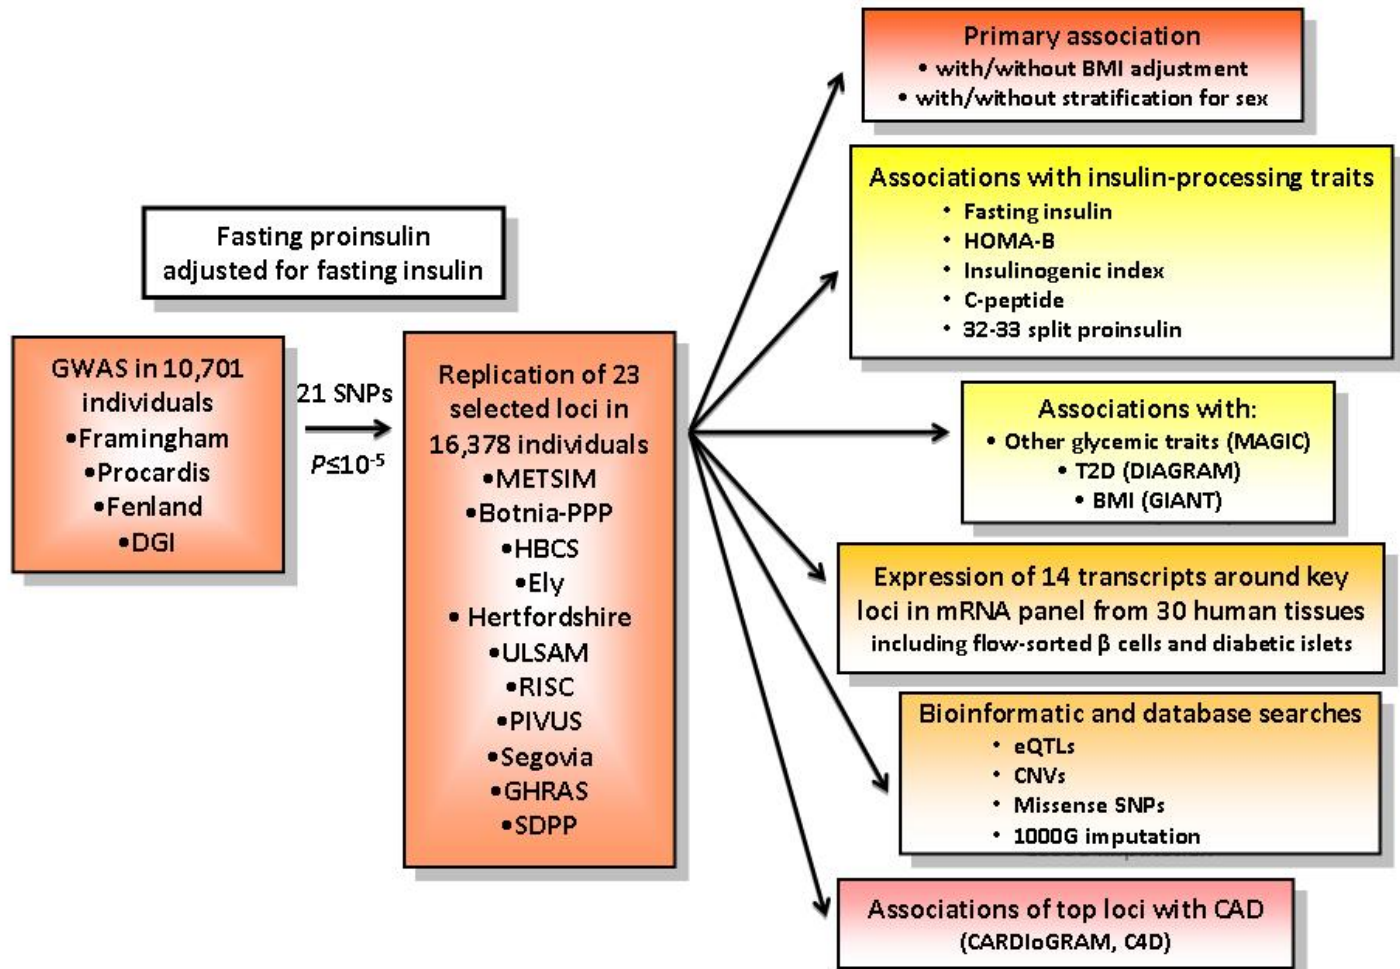 Fasting proinsulin
adjusted for fasting insulin
GWAS in 10,701
individuals
•Framingham
•Procardis
•Fenland
•DGI
21 SNPs
P≤10⁻⁵
Replication of 23
selected loci in
16,378 individuals
•METSIM
•Botnia-PPP
•HBCS
•Ely
• Hertfordshire
•ULSAM
•RISC
•PIVUS
•Segovia
•GHRAS
•SDPP
Primary association
• with/without BMI adjustment
• with/without stratification for sex
Associations with insulin-processing traits
• Fasting insulin
• HOMA-B
• Insulinogenic index
• C-peptide
• 32-33 split proinsulin
Associations with:
• Other glycemic traits (MAGIC)
• T2D (DIAGRAM)
• BMI (GIANT)
Expression of 14 transcripts around key
loci in mRNA panel from 30 human tissues
including flow-sorted β cells and diabetic islets
Bioinformatic and database searches
• eQTLs
• CNVs
• Missense SNPs
• 1000G imputation
Associations of top loci with CAD
(CARDIoGRAM, C4D)